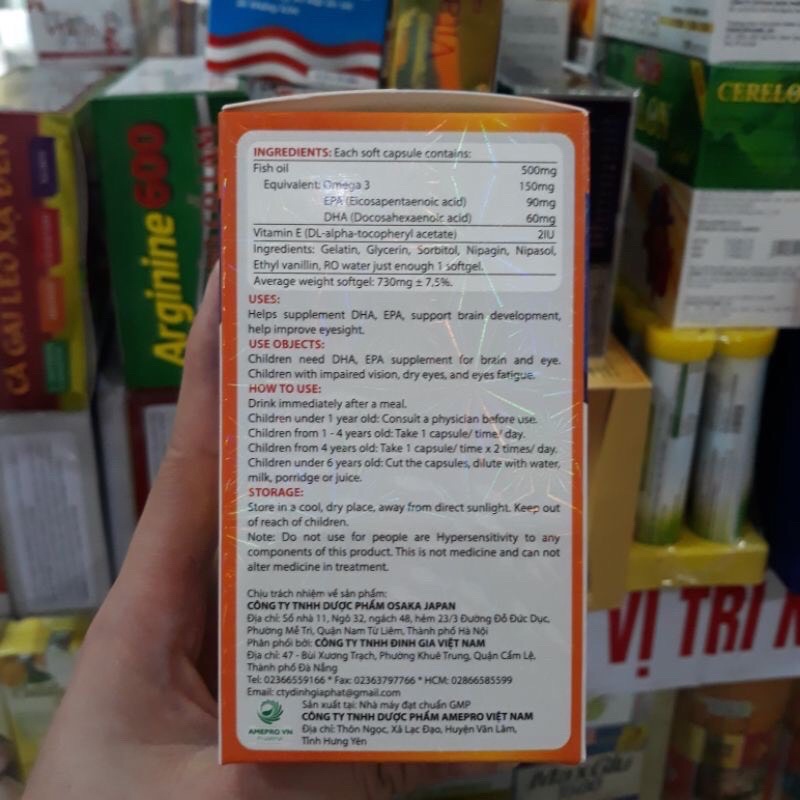 INGREDIENTS: Each soft capsule contains:
Fish oil 500mg
Equivalent: Omega 3 150mg
EPA (Eicosapentaenoic acid) 90mg
DHA (Docosahexaenoic acid) 60mg
Vitamin E (DL-alpha-tocopheryl acetate) 2IU
Ingredients: Gelatin, Glycerin, Sorbitol, Nipagin, Nipasol,
Ethyl vanillin, RO water just enough 1 softgel.
Average weight softgel: 730mg ± 7,5%.
USES:
Helps supplement DHA, EPA, support brain development,
help improve eyesight.
USE OBJECTS:
Children need DHA, EPA supplement for brain and eye.
Children with impaired vision, dry eyes, and eyes fatigue.
HOW TO USE:
Drink immediately after a meal.
Children under 1 year old: Consult a physician before use.
Children from 1 - 4 years old: Take 1 capsule/ time/ day.
Children from 4 years old: Take 1 capsule/ time x 2 times/ day.
Children under 6 years old: Cut the capsules, dilute with water,
milk, porridge or juice.
STORAGE:
Store in a cool, dry place, away from direct sunlight. Keep out
of reach of children.
Note: Do not use for people are Hypersensitivity to any
components of this product. This is not medicine and can not
alter medicine in treatment.
Chịu trách nhiệm về sản phẩm:
CÔNG TY TNHH DƯỢC PHẨM OSAKA JAPAN
Địa chỉ: Số nhà 11, Ngõ 32, ngách 48, hẻm 23/3 Đường Đỗ Đức Dục,
Phường Mễ Trì, Quận Nam Từ Liêm, Thành phố Hà Nội
Phân phối bởi: CÔNG TY TNHH ĐINH GIA VIỆT NAM
Địa chỉ: 47 - Bùi Xương Trạch, Phường Khuê Trung, Quận Cẩm Lệ,
Thành phố Đà Nẵng
Tel: 02366559166 * Fax: 02363797766 * HCM: 02866585599
Email: ctydinhgiaphat@gmail.com
Sản xuất tại: Nhà máy đạt chuẩn GMP
CÔNG TY TNHH DƯỢC PHẨM AMEPRO VIỆT NAM
Địa chỉ: Thôn Ngọc, Xã Lạc Đạo, Huyện Văn Lâm,
Tỉnh Hưng Yên
AMEPRO VN
CÀ GAI LEO XẠ ĐEN
Arginine 600
VỊ TRÍ